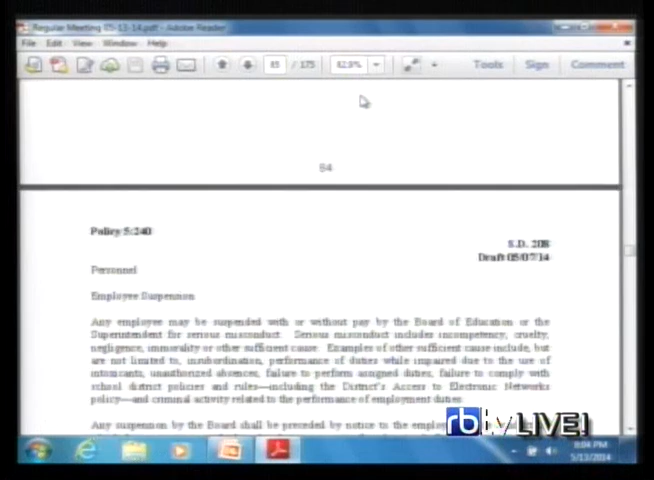 Regular Meeting 05-13-14.pdf - Adobe Reader
File Edit View Window Help
85 / 175 62.9% Tools Sign Comment
84
Policy 5:240
S.D. 208
Draft 05/07/14
Personnel
Employee Suspension
Any employee may be suspended with or without pay by the Board of Education or the
Superintendent for serious misconduct. Serious misconduct includes incompetency, cruelty,
negligence, immorality or other sufficient cause. Examples of other sufficient cause include, but
are not limited to, insubordination, performance of duties while impaired due to the use of
intoxicants, unauthorized absences, failure to perform assigned duties, failure to comply with
school district policies and rules—including the District's Access to Electronic Networks
policy—and criminal activity related to the performance of employment duties.
Any suspension by the Board shall be preceded by notice to the
rbtv LIVE!
8:04 PM
5/13/2014